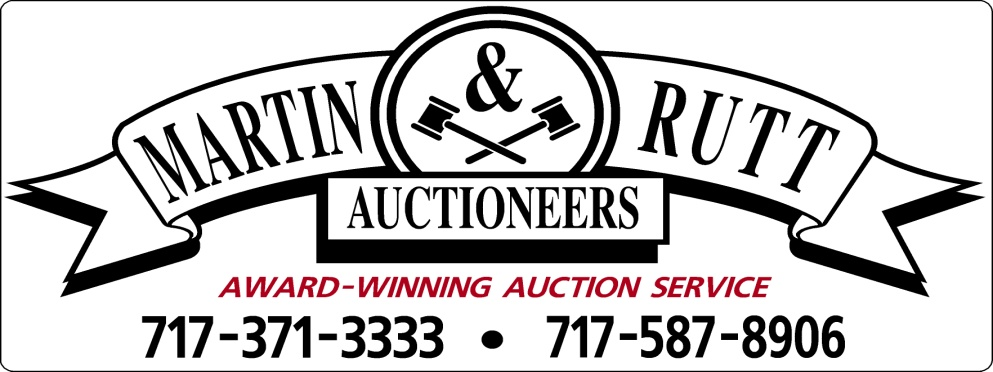 MARTIN & RUTT
AUCTIONEERS
AWARD-WINNING AUCTION SERVICE
717-371-3333 • 717-587-8906